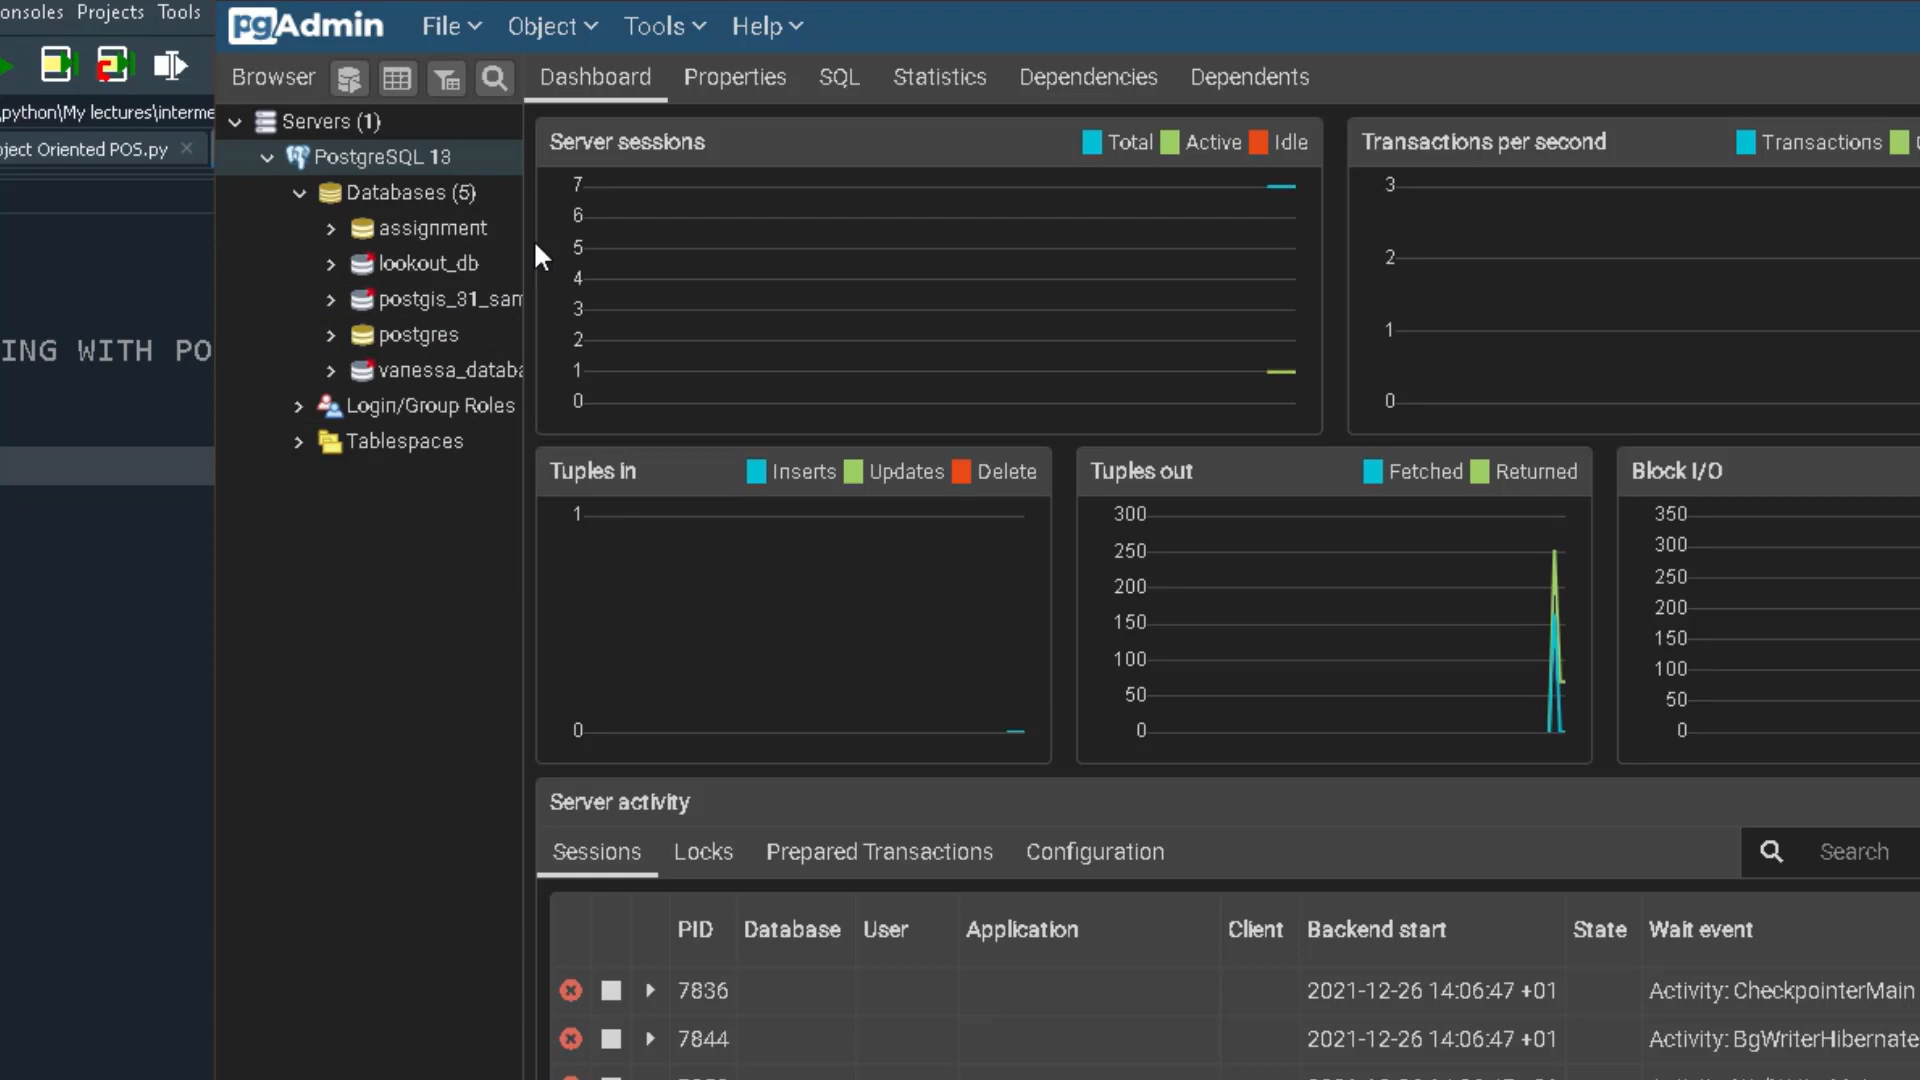 onsoles Projects Tools
python\My lectures\interme
ject Oriented POS.py
ING WITH PO
pgAdmin File Object Tools Help
Browser
Dashboard Properties SQL Statistics Dependencies Dependents
Servers (1)
PostgreSQL 13
Databases (5)
assignment
lookout_db
postgis_31_sam
postgres
vanessa_databa
Login/Group Roles
Tablespaces
Server sessions Total Active Idle
7
6
5
4
3
2
1
0
Transactions per second Transactions
3
2
1
0
Tuples in Inserts Updates Delete
1
0
Tuples out Fetched Returned
300
250
200
150
100
50
0
Block I/O
350
300
250
200
150
100
50
0
Server activity
Sessions Locks Prepared Transactions Configuration
Search
PID Database User Application Client Backend start State Wait event
7836 2021-12-26 14:06:47 +01 Activity: CheckpointerMain
7844 2021-12-26 14:06:47 +01 Activity: BgWriterHibernate